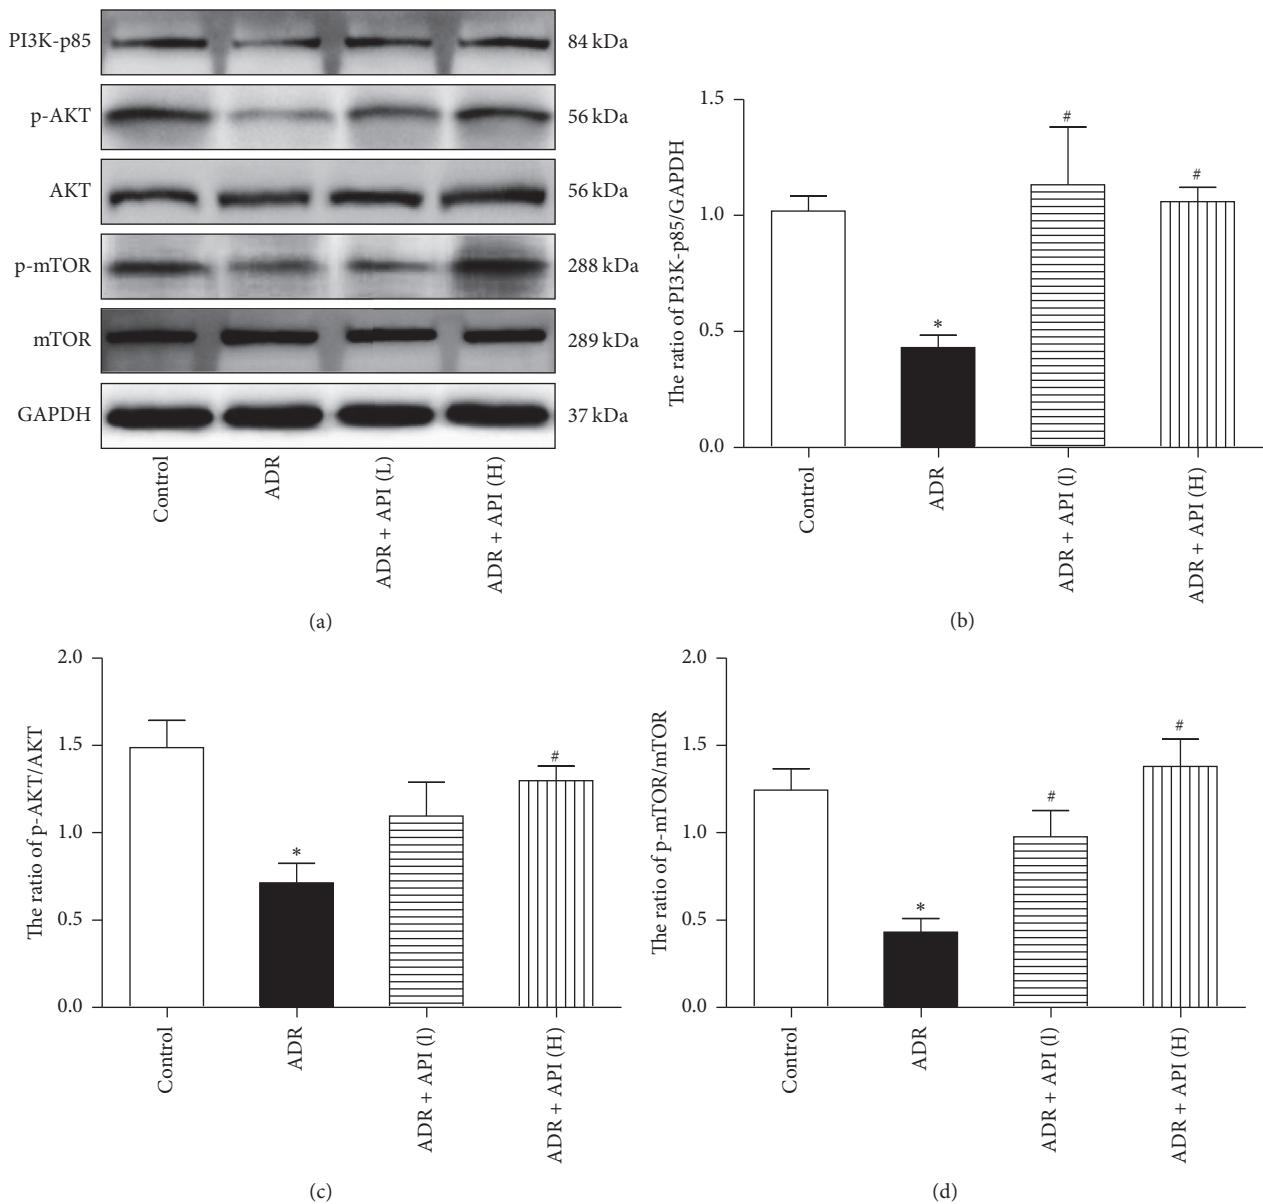 PI3K-p85 84 kDa
p-AKT 56 kDa
AKT 56 kDa
p-mTOR 288 kDa
mTOR 289 kDa
GAPDH 37 kDa
Control
ADR
ADR + API (L)
ADR + API (H)
(a)
The ratio of PI3K-p85/GAPDH
1.5
1.0
0.5
0.0
*
#
#
Control
ADR
ADR + API (l)
ADR + API (H)
(b)
The ratio of p-AKT/AKT
2.0
1.5
1.0
0.5
0.0
*
#
Control
ADR
ADR + API (l)
ADR + API (H)
(c)
The ratio of p-mTOR/mTOR
2.0
1.5
1.0
0.5
0.0
*
#
#
Control
ADR
ADR + API (l)
ADR + API (H)
(d)